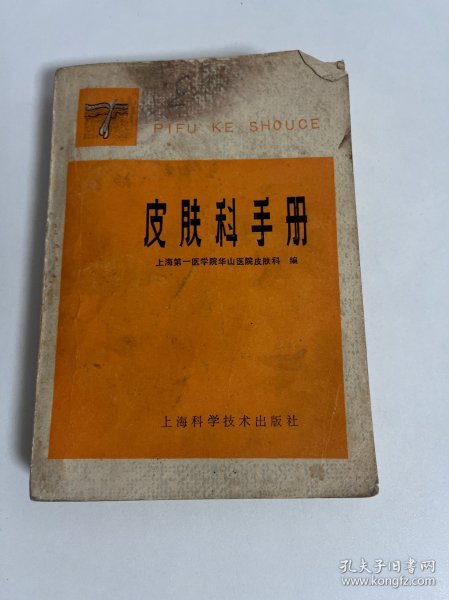 PIFU KE SHOUCE
皮肤科手册
上海第一医学院华山医院皮肤科 编
上海科学技术出版社
孔夫子旧书网
www.kongfz.com